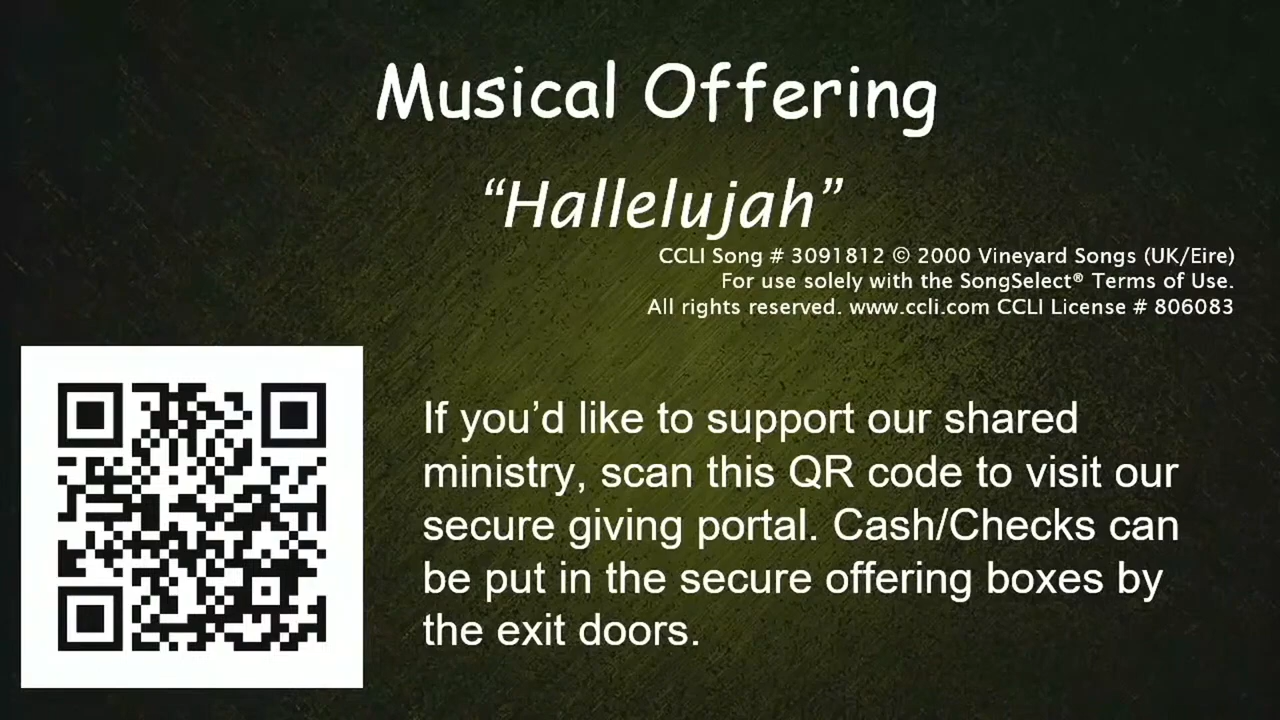 Musical Offering
“Hallelujah”
CCLI Song # 3091812 © 2000 Vineyard Songs (UK/Eire)
For use solely with the SongSelect® Terms of Use.
All rights reserved. www.ccli.com CCLI License # 806083
If you’d like to support our shared
ministry, scan this QR code to visit our
secure giving portal. Cash/Checks can
be put in the secure offering boxes by
the exit doors.